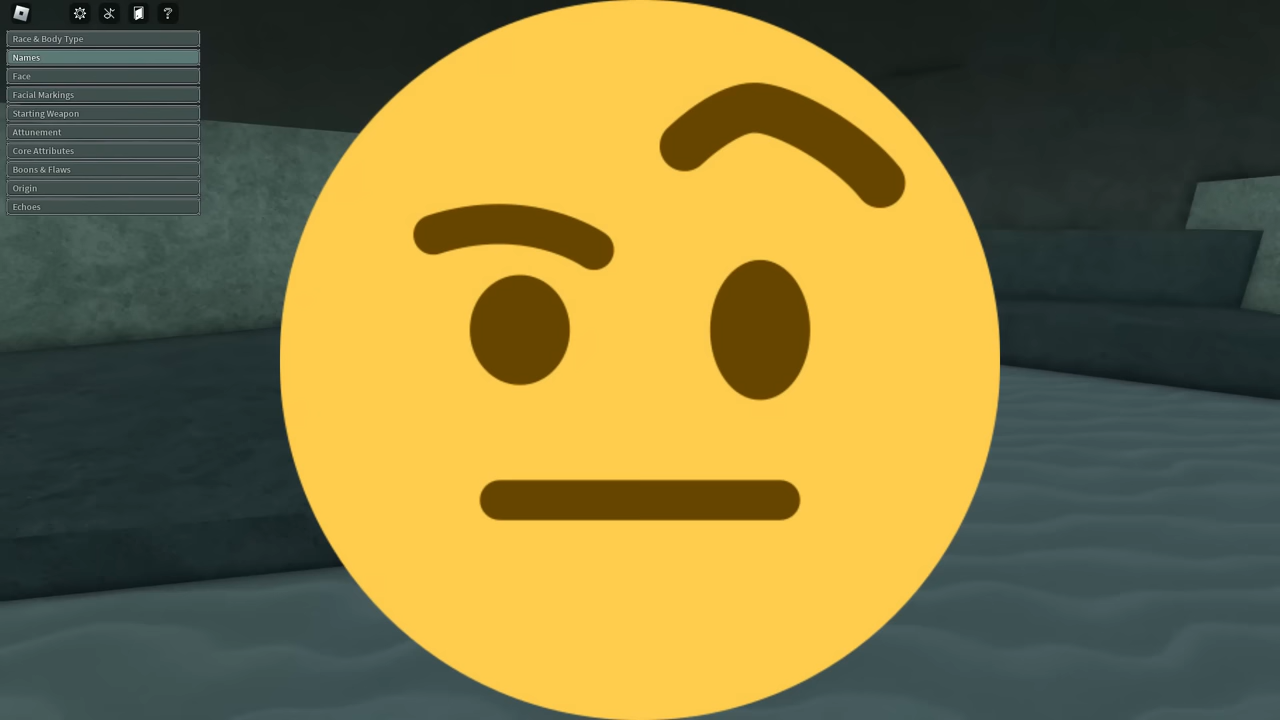 ?
Race & Body Type
Names
Face
Facial Markings
Starting Weapon
Attunement
Core Attributes
Boons & Flaws
Origin
Echoes